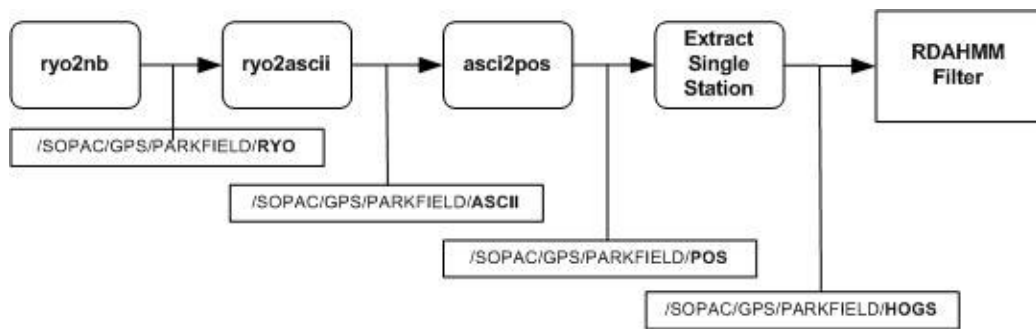 ryo2nb
ryo2ascii
asci2pos
Extract
Single
Station
RDAHMM
Filter
/SOPAC/GPS/PARKFIELD/RYO
/SOPAC/GPS/PARKFIELD/ASCII
/SOPAC/GPS/PARKFIELD/POS
/SOPAC/GPS/PARKFIELD/HOGS